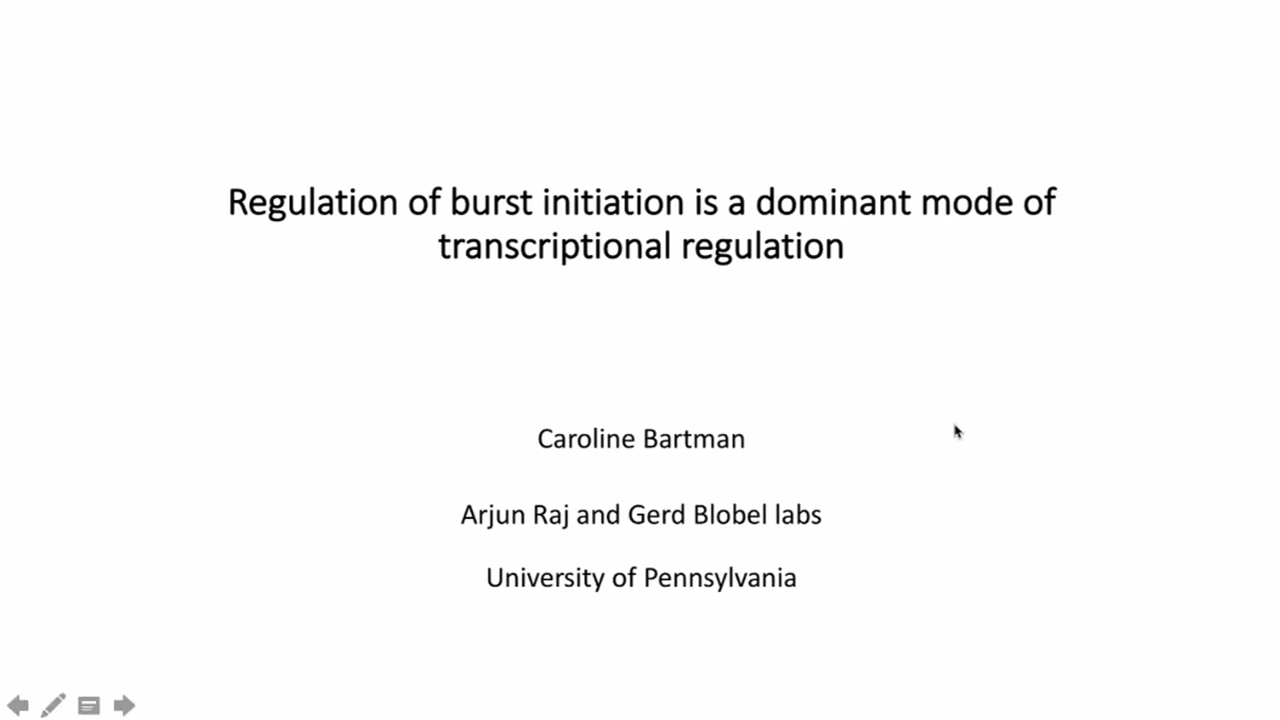 Regulation of burst initiation is a dominant mode of
transcriptional regulation
Caroline Bartman
Arjun Raj and Gerd Blobel labs
University of Pennsylvania